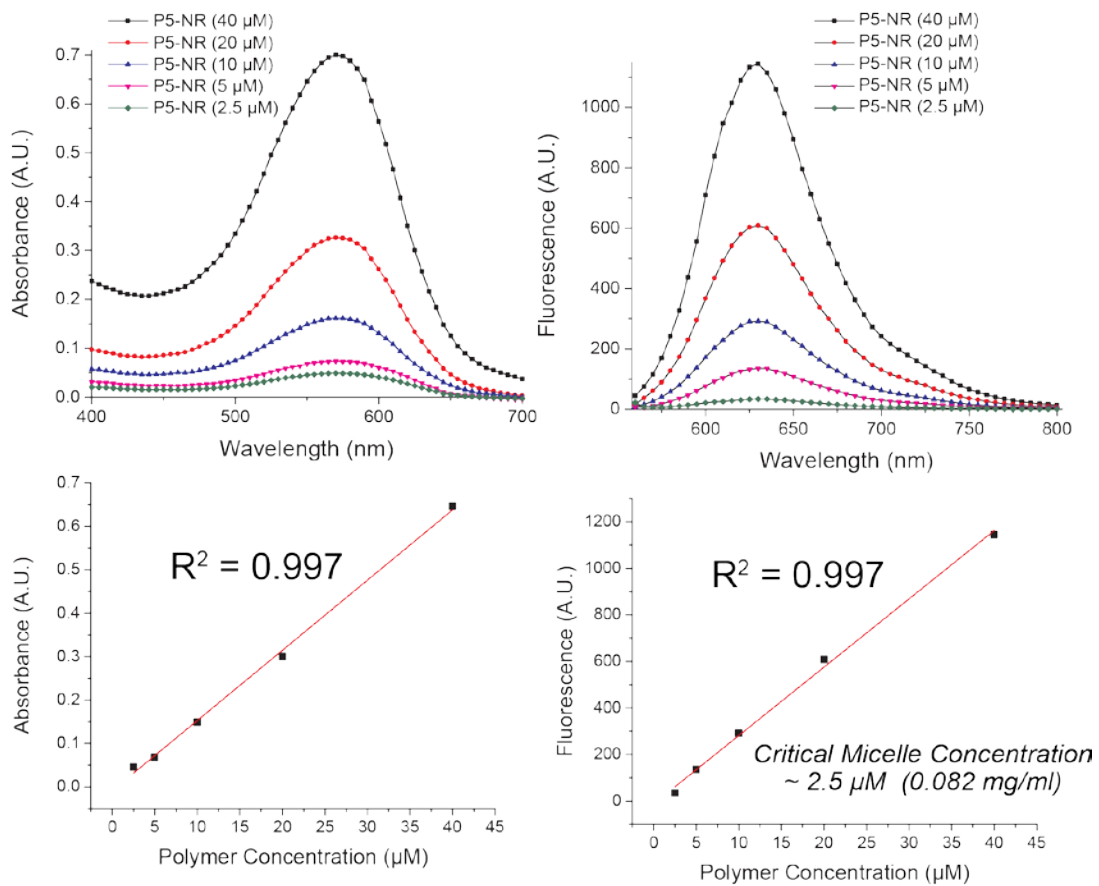 P5-NR (40 µM)
P5-NR (20 µM)
P5-NR (10 µM)
P5-NR (5 µM)
P5-NR (2.5 µM)
0.7
0.6
0.5
0.4
0.3
0.2
0.1
0.0
Absorbance (A.U.)
400
500
600
700
Wavelength (nm)
P5-NR (40 µM)
P5-NR (20 µM)
P5-NR (10 µM)
P5-NR (5 µM)
P5-NR (2.5 µM)
1000
800
600
400
200
0
Fluorescence (A.U.)
600
650
700
750
800
Wavelength (nm)
0.7
0.6
0.5
0.4
0.3
0.2
0.1
0.0
Absorbance (A.U.)
R² = 0.997
0
5
10
15
20
25
30
35
40
45
Polymer Concentration (µM)
1200
1000
800
600
400
200
0
Fluorescence (A.U.)
R² = 0.997
Critical Micelle Concentration
~ 2.5 µM (0.082 mg/ml)
0
5
10
15
20
25
30
35
40
45
Polymer Concentration (µM)